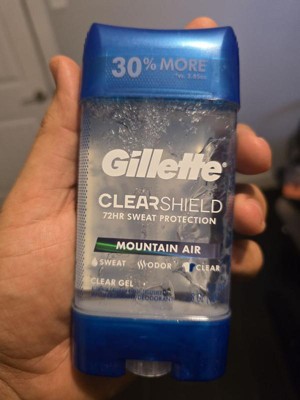 30% MORE
Gillette
CLEARSHIELD
72HR SWEAT PROTECTION
MOUNTAIN AIR
SWEAT ODOR CLEAR
CLEAR GEL